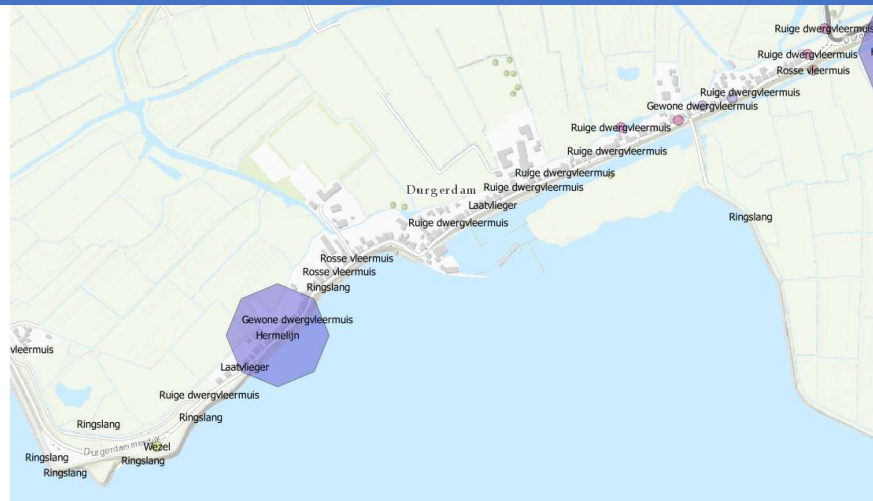 Ruige dwergvleermuis
Durgerd
Ruige dwergvleermuis
Rosse vleermuis
Ruige dwergvleermuis
Gewone dwergvleermuis
Ruige dwergvleermuis
Ruige dwergvleermuis
Ruige dwergvleermuis
Durgerdam
Ruige dwergvleermuis
Laatvlieger
Ringslang
Ruige dwergvleermuis
Rosse vleermuis
Rosse vleermuis
Ringslang
Gewone dwergvleermuis
Hermelijn
vleermuis
Laatvlieger
Ruige dwergvleermuis
Ringslang
Ringslang
Durgerdammerdijk
Wezel
Ringslang
Ringslang
Ringslang